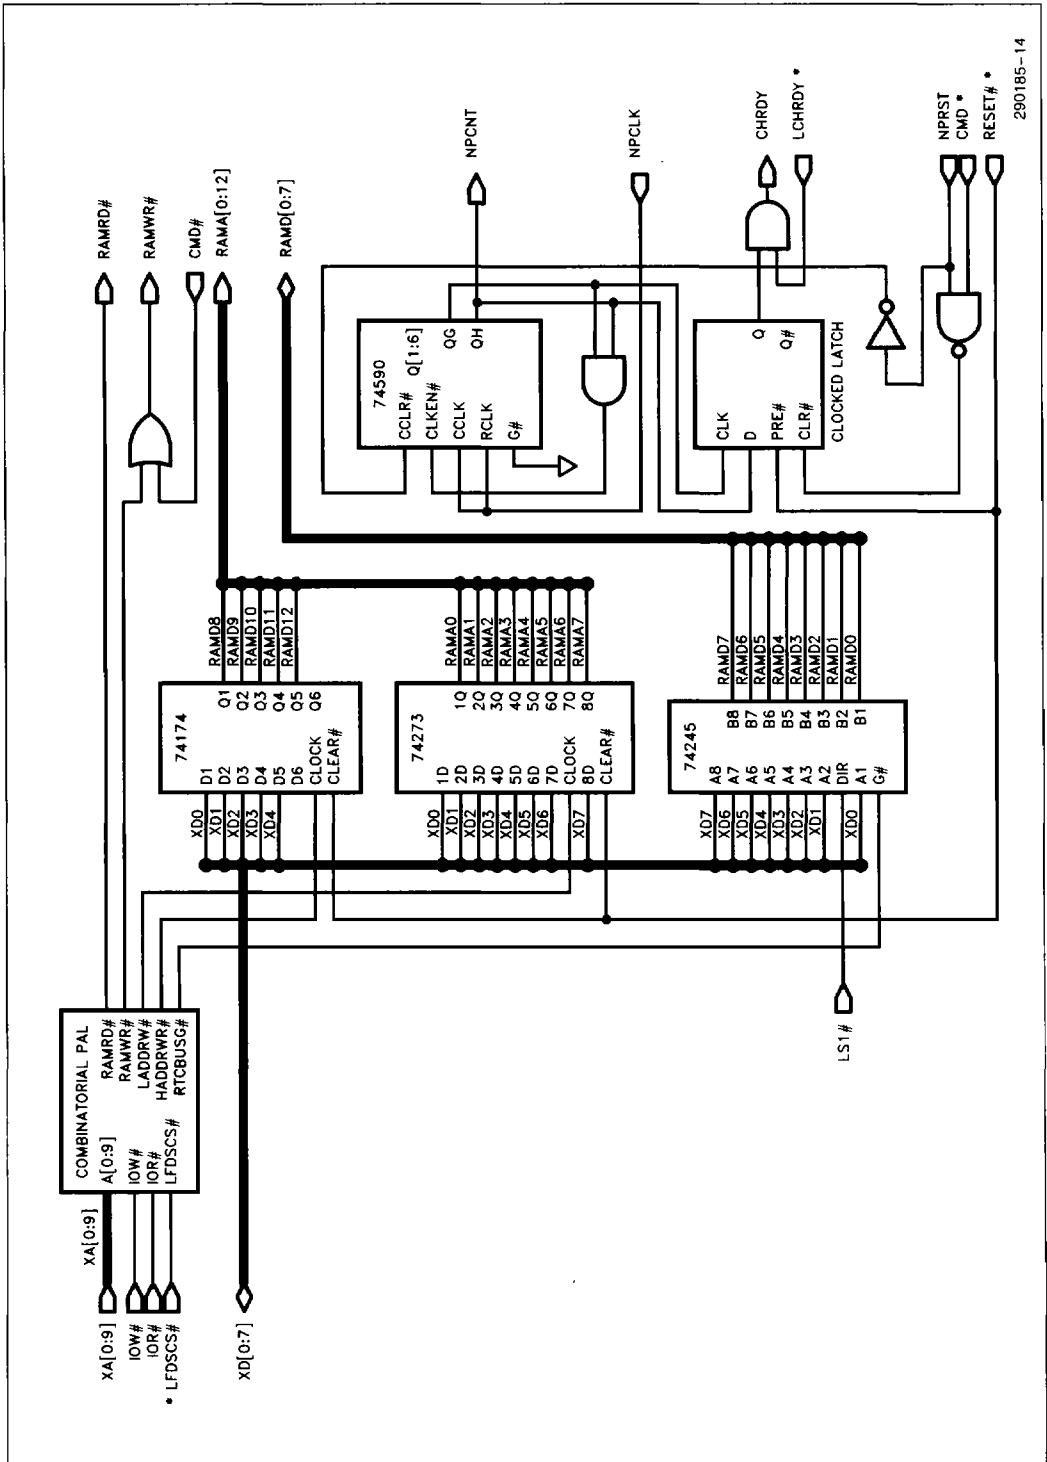 XA[0:9]
IOW#
IOR#
* LFDSCS#
XD[0:7]
XA[0:9]
COMBINATORIAL PAL
A[0:9]
IOW#
IOR#
LFDSCS#
RAMRD#
RAMWR#
LADDRW#
HADDRWR#
RTCBUSG#
LS1#
XD0
XD1
XD2
XD3
XD4
74174
D1
D2
D3
D4
D5
D6
CLOCK
CLEAR#
Q1
Q2
Q3
Q4
Q5
Q6
RAMD8
RAMD9
RAMD10
RAMD11
RAMD12
XD0
XD1
XD2
XD3
XD4
XD5
XD6
XD7
74273
1D
2D
3D
4D
5D
6D
7D
CLOCK
8D
CLEAR#
1Q
2Q
3Q
4Q
5Q
6Q
7Q
8Q
RAMA0
RAMA1
RAMA2
RAMA3
RAMA4
RAMA5
RAMA6
RAMA7
XD7
XD6
XD5
XD4
XD3
XD2
XD1
XD0
74245
A8
A7
A6
A5
A4
A3
A2
DIR
A1
G#
B8
B7
B6
B5
B4
B3
B2
B1
RAMD7
RAMD6
RAMD5
RAMD4
RAMD3
RAMD2
RAMD1
RAMD0
74590
CCLR#
CLKEN#
CCLK
RCLK
G#
Q[1:6]
QG
QH
CLK
D
PRE#
CLR#
Q
Q#
CLOCKED LATCH
RAMRD#
RAMWR#
CMD#
RAMA[0:12]
RAMD[0:7]
NPCNT
NPCLK
CHRDY
LCHRDY *
NPRST
CMD *
RESET# *
290185-14